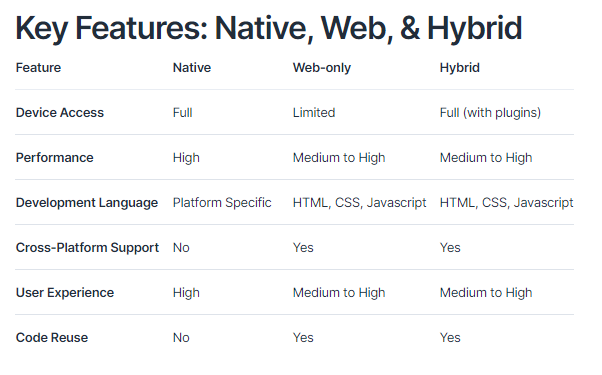 Key Features: Native, Web, & Hybrid
Feature Native Web-only Hybrid
Device Access Full Limited Full (with plugins)
Performance High Medium to High Medium to High
Development Language Platform Specific HTML, CSS, Javascript HTML, CSS, Javascript
Cross-Platform Support No Yes Yes
User Experience High Medium to High Medium to High
Code Reuse No Yes Yes